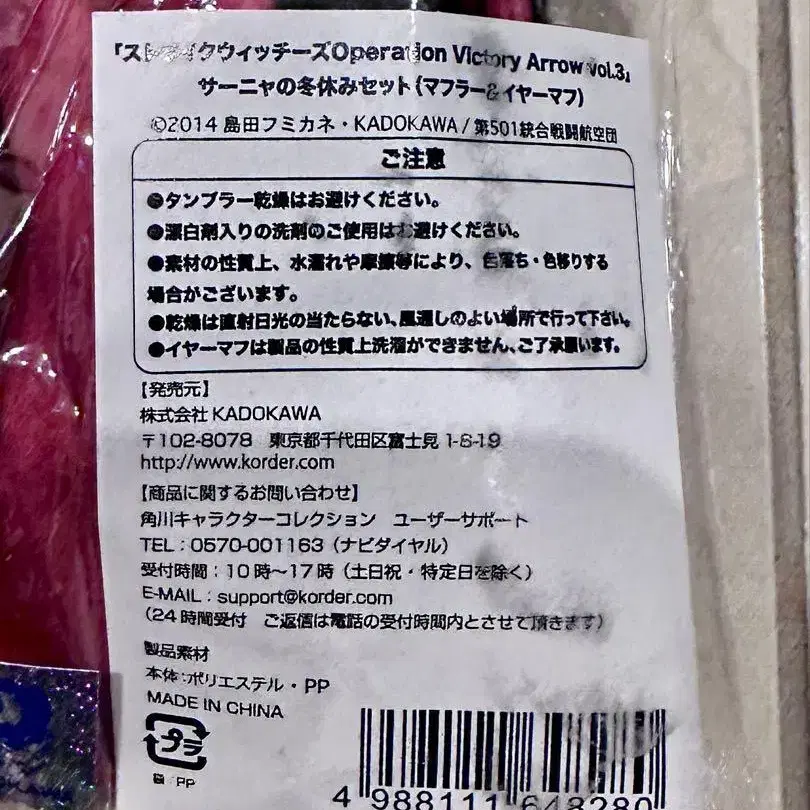 「ストライクウィッチーズOperation Victory Arrow vol.3」
サーニャの冬休みセット(マフラー&イヤーマフ)
©2014 島田フミカネ・KADOKAWA/第501統合戦闘航空団
ご注意
●タンブラー乾燥はお避けください。
●漂白剤入りの洗剤のご使用はお避けください。
●素材の性質上、水濡れや摩擦等により、色落ち・色移りする
場合がございます。
●乾燥は直射日光の当たらない、風通しのよい場所で行って下さい。
●イヤーマフは製品の性質上洗濯ができません、ご了承願います。
【発売元】
株式会社 KADOKAWA
〒102-8078 東京都千代田区富士見 1-8-19
http://www.korder.com
【商品に関するお問い合わせ】
角川キャラクターコレクション ユーザーサポート
TEL:0570-001163(ナビダイヤル)
受付時間:10時〜17時(土日祝・特定日を除く)
E-MAIL:support@korder.com
(24時間受付 ご返信は電話の受付時間内とさせて頂きます)
製品素材
本体:ポリエステル・PP
MADE IN CHINA
プラ
袋:PP
4 988111 648280